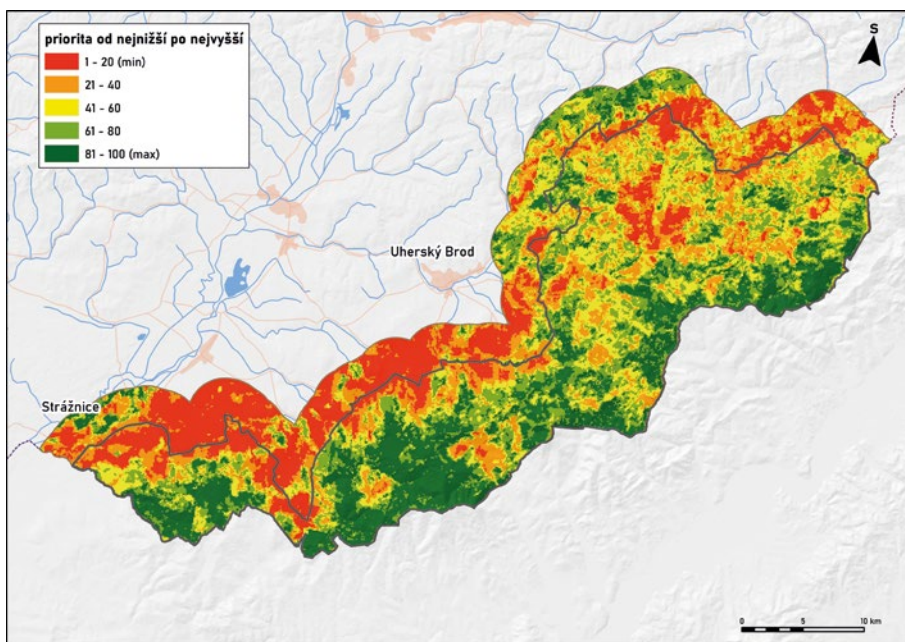 priorita od nejnižší po nejvyšší
1 - 20 (min)
21 - 40
41 - 60
61 - 80
81 - 100 (max)
S
Uherský Brod
Strážnice
0 5 10 km